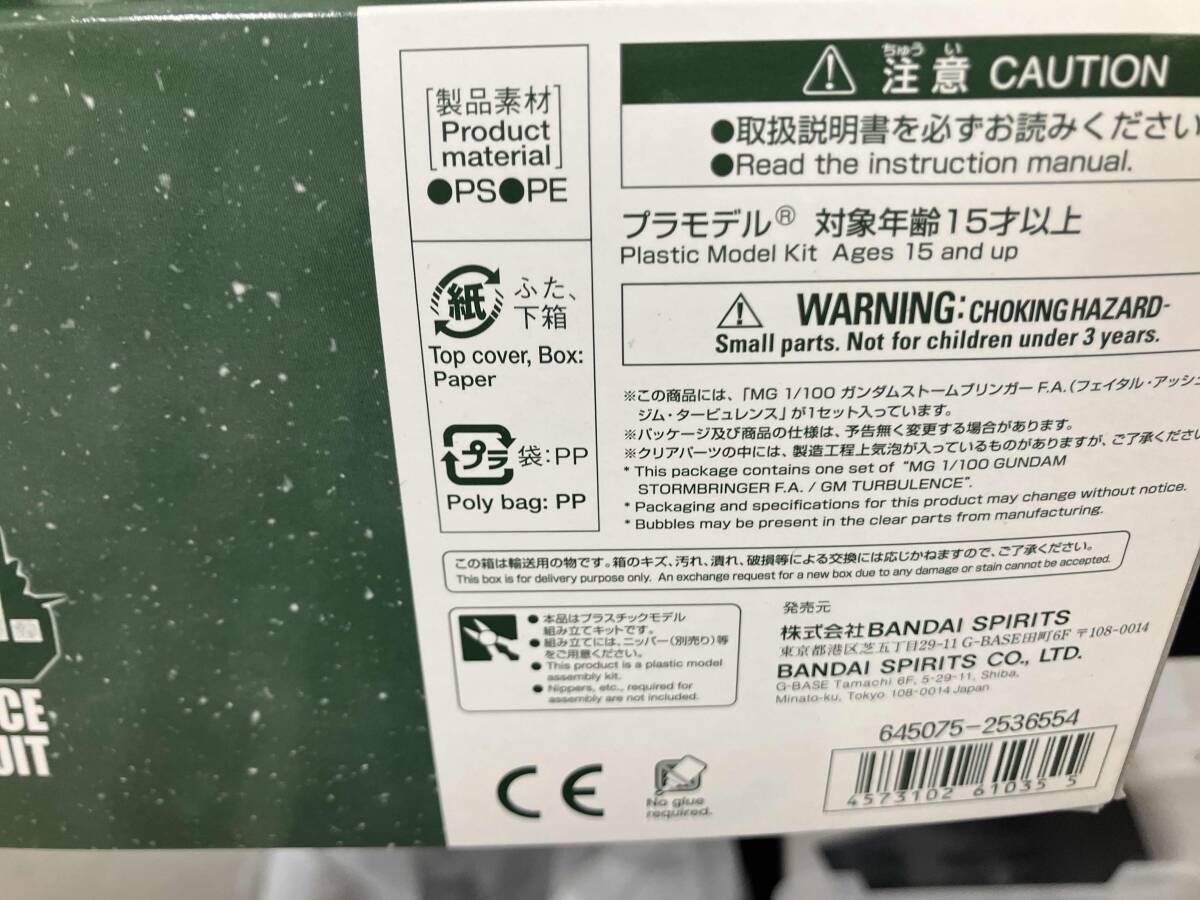 CE
UIT
[製品素材]
[Product
material]
●PS●PE
紙 ふた、
下箱
Top cover, Box:
Paper
プラ 袋:PP
Poly bag: PP
ちゅう い
注意 CAUTION
●取扱説明書を必ずお読みください
●Read the instruction manual.
プラモデル® 対象年齢15才以上
Plastic Model Kit Ages 15 and up
WARNING: CHOKING HAZARD-
Small parts. Not for children under 3 years.
※この商品には、「MG 1/100 ガンダムストームブリンガー F.A.(フェイタル・アッシュ
ジム・タービュレンス」が1セット入っています。
※パッケージ及び商品の仕様は、予告無く変更する場合があります。
※クリアパーツの中には、製造工程上気泡が入っているものがありますが、ご了承ください
* This package contains one set of "MG 1/100 GUNDAM
STORMBRINGER F.A. / GM TURBULENCE".
* Packaging and specifications for this product may change without notice.
* Bubbles may be present in the clear parts from manufacturing.
この箱は輸送用の物です。箱のキズ、汚れ、潰れ、破損等による交換には応じかねますので、ご了承ください。
This box is for delivery purpose only. An exchange request for a new box due to any damage or stain cannot be accepted.
● 本品はプラスチックモデル
組み立てキットです。
● 組み立てには、ニッパー(別売り)等
をご用意ください。
● This product is a plastic model
assembly kit.
● Nippers, etc., required for
assembly are not included.
発売元
株式会社BANDAI SPIRITS
東京都港区芝五丁目29-11 G-BASE田町6F 〒108-0014
BANDAI SPIRITS CO., LTD.
G-BASE Tamachi 6F, 5-29-11, Shiba,
Minato-ku, Tokyo 108-0014 Japan
CE
No glue
required.
645075-2536554
4573102 61035 5